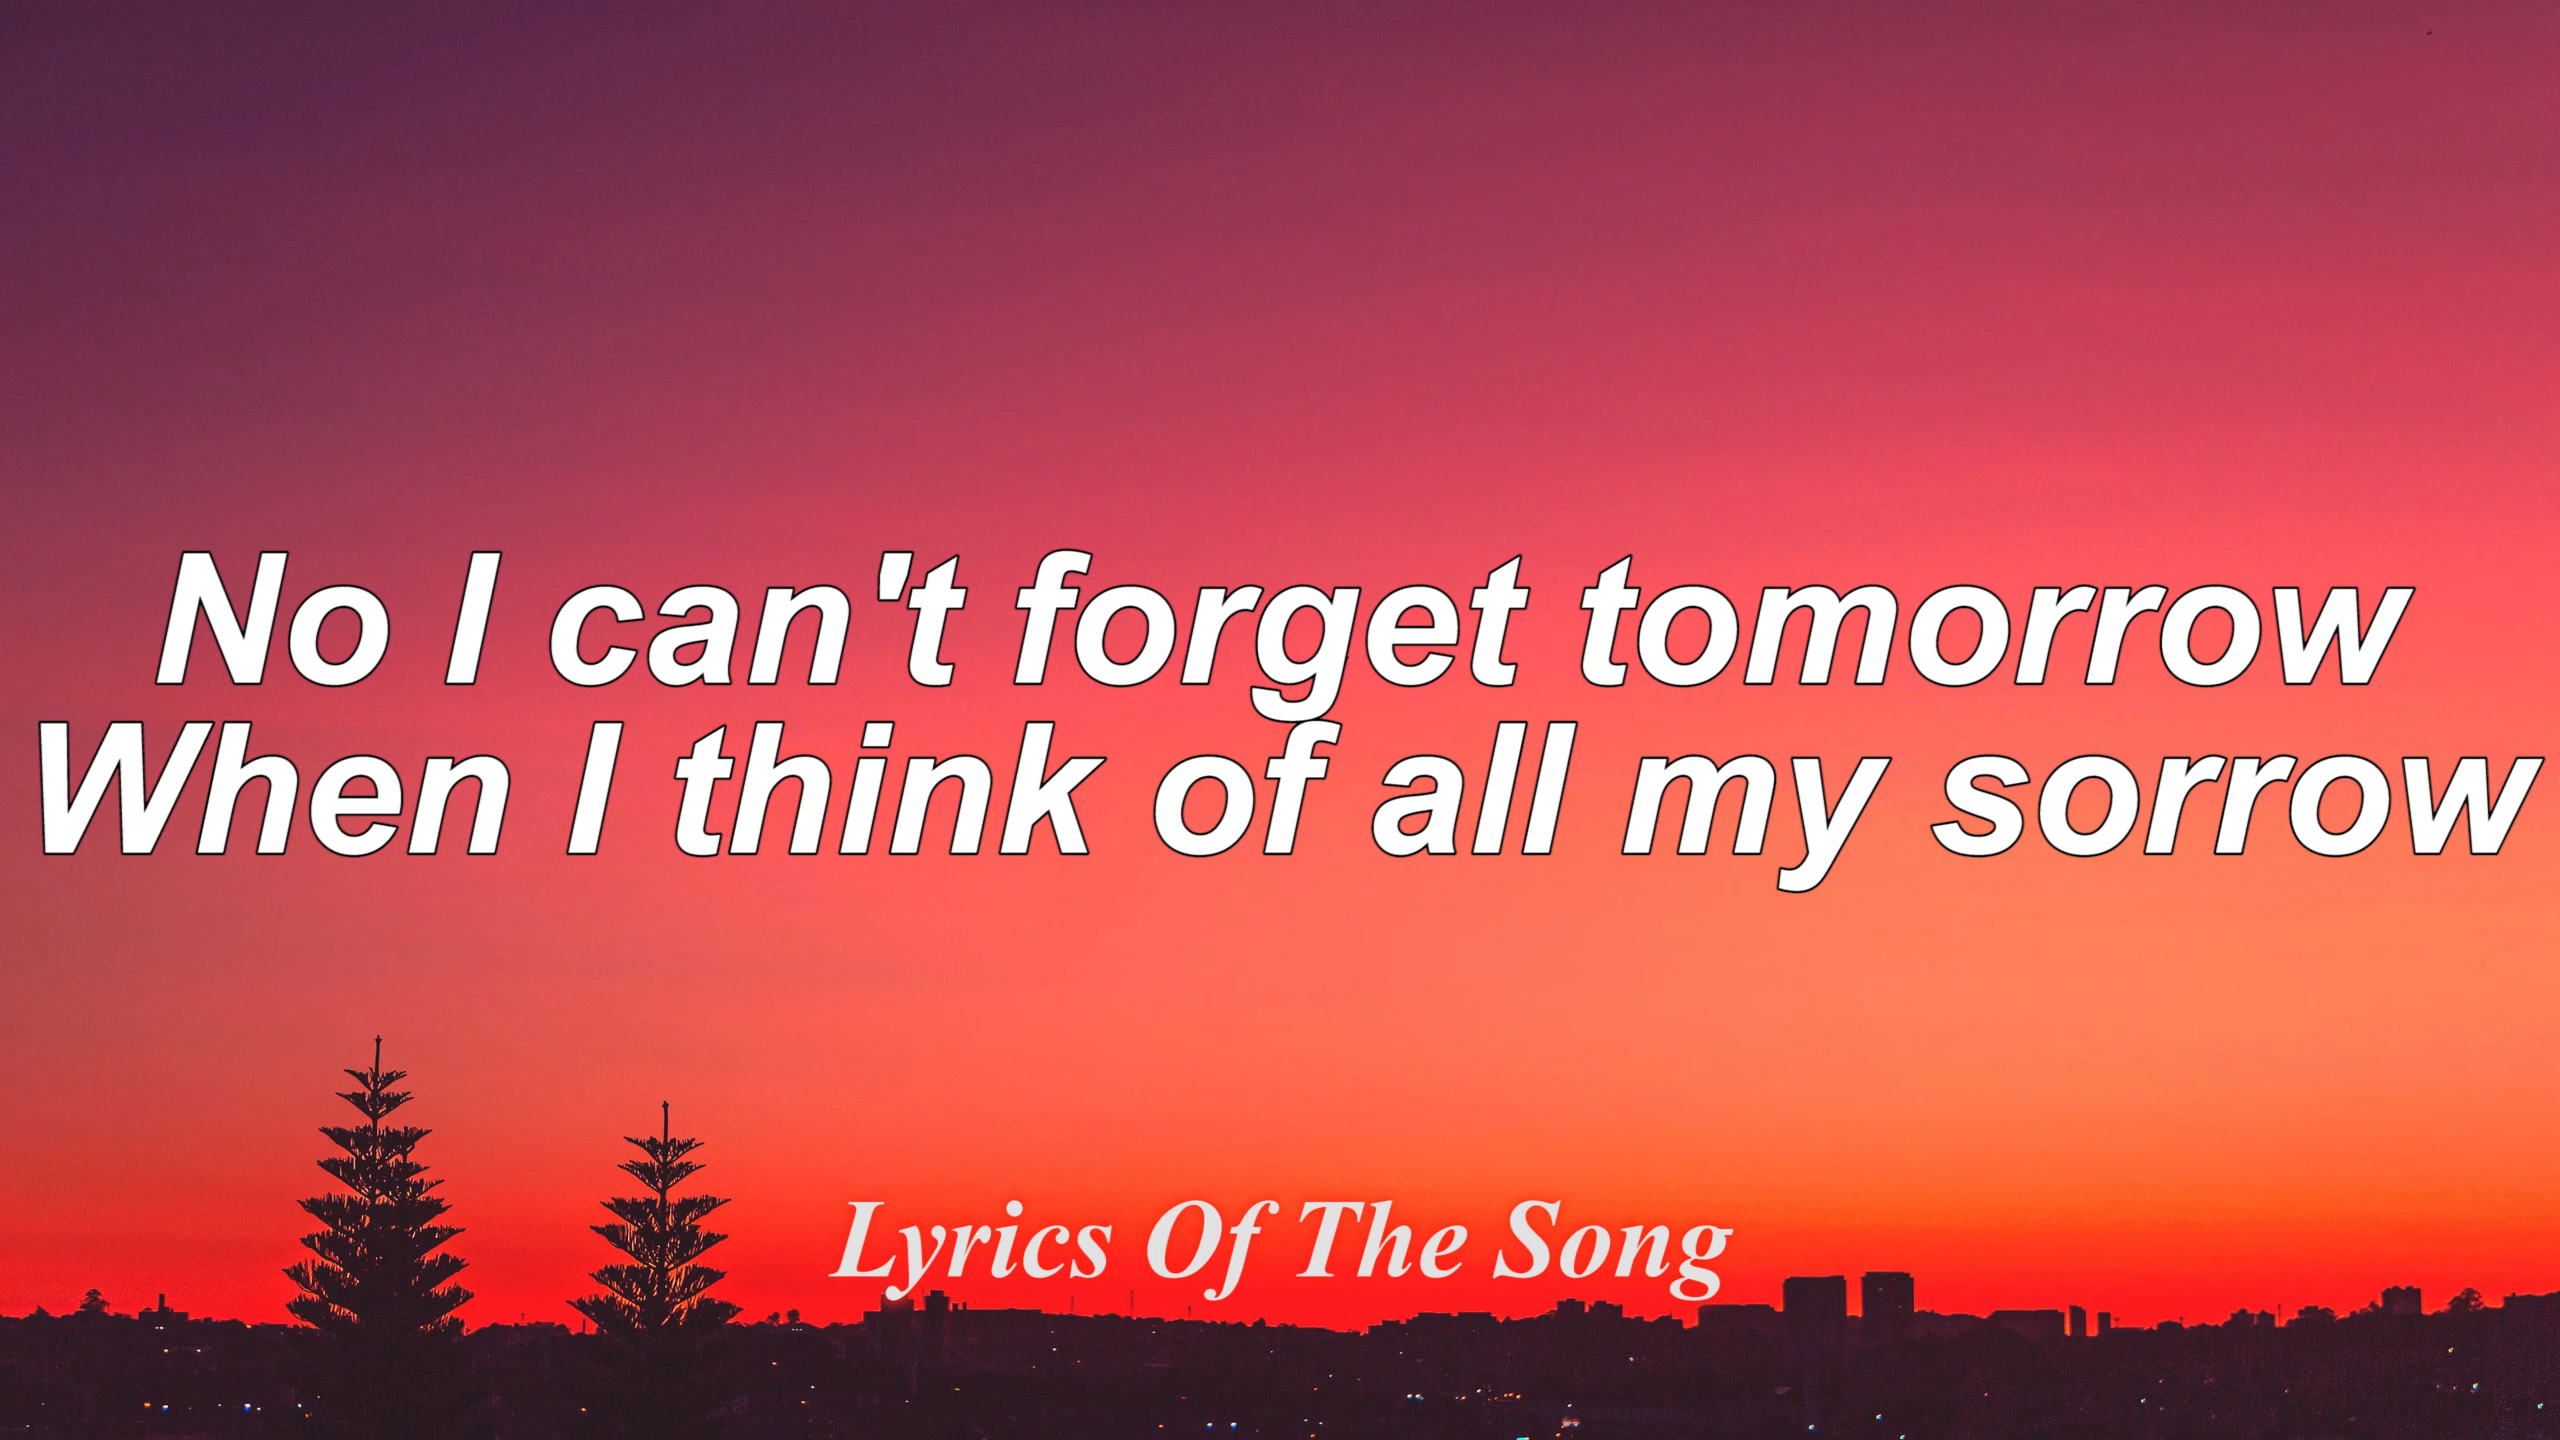 No I can't forget tomorrow
When I think of all my sorrow
Lyrics Of The Song